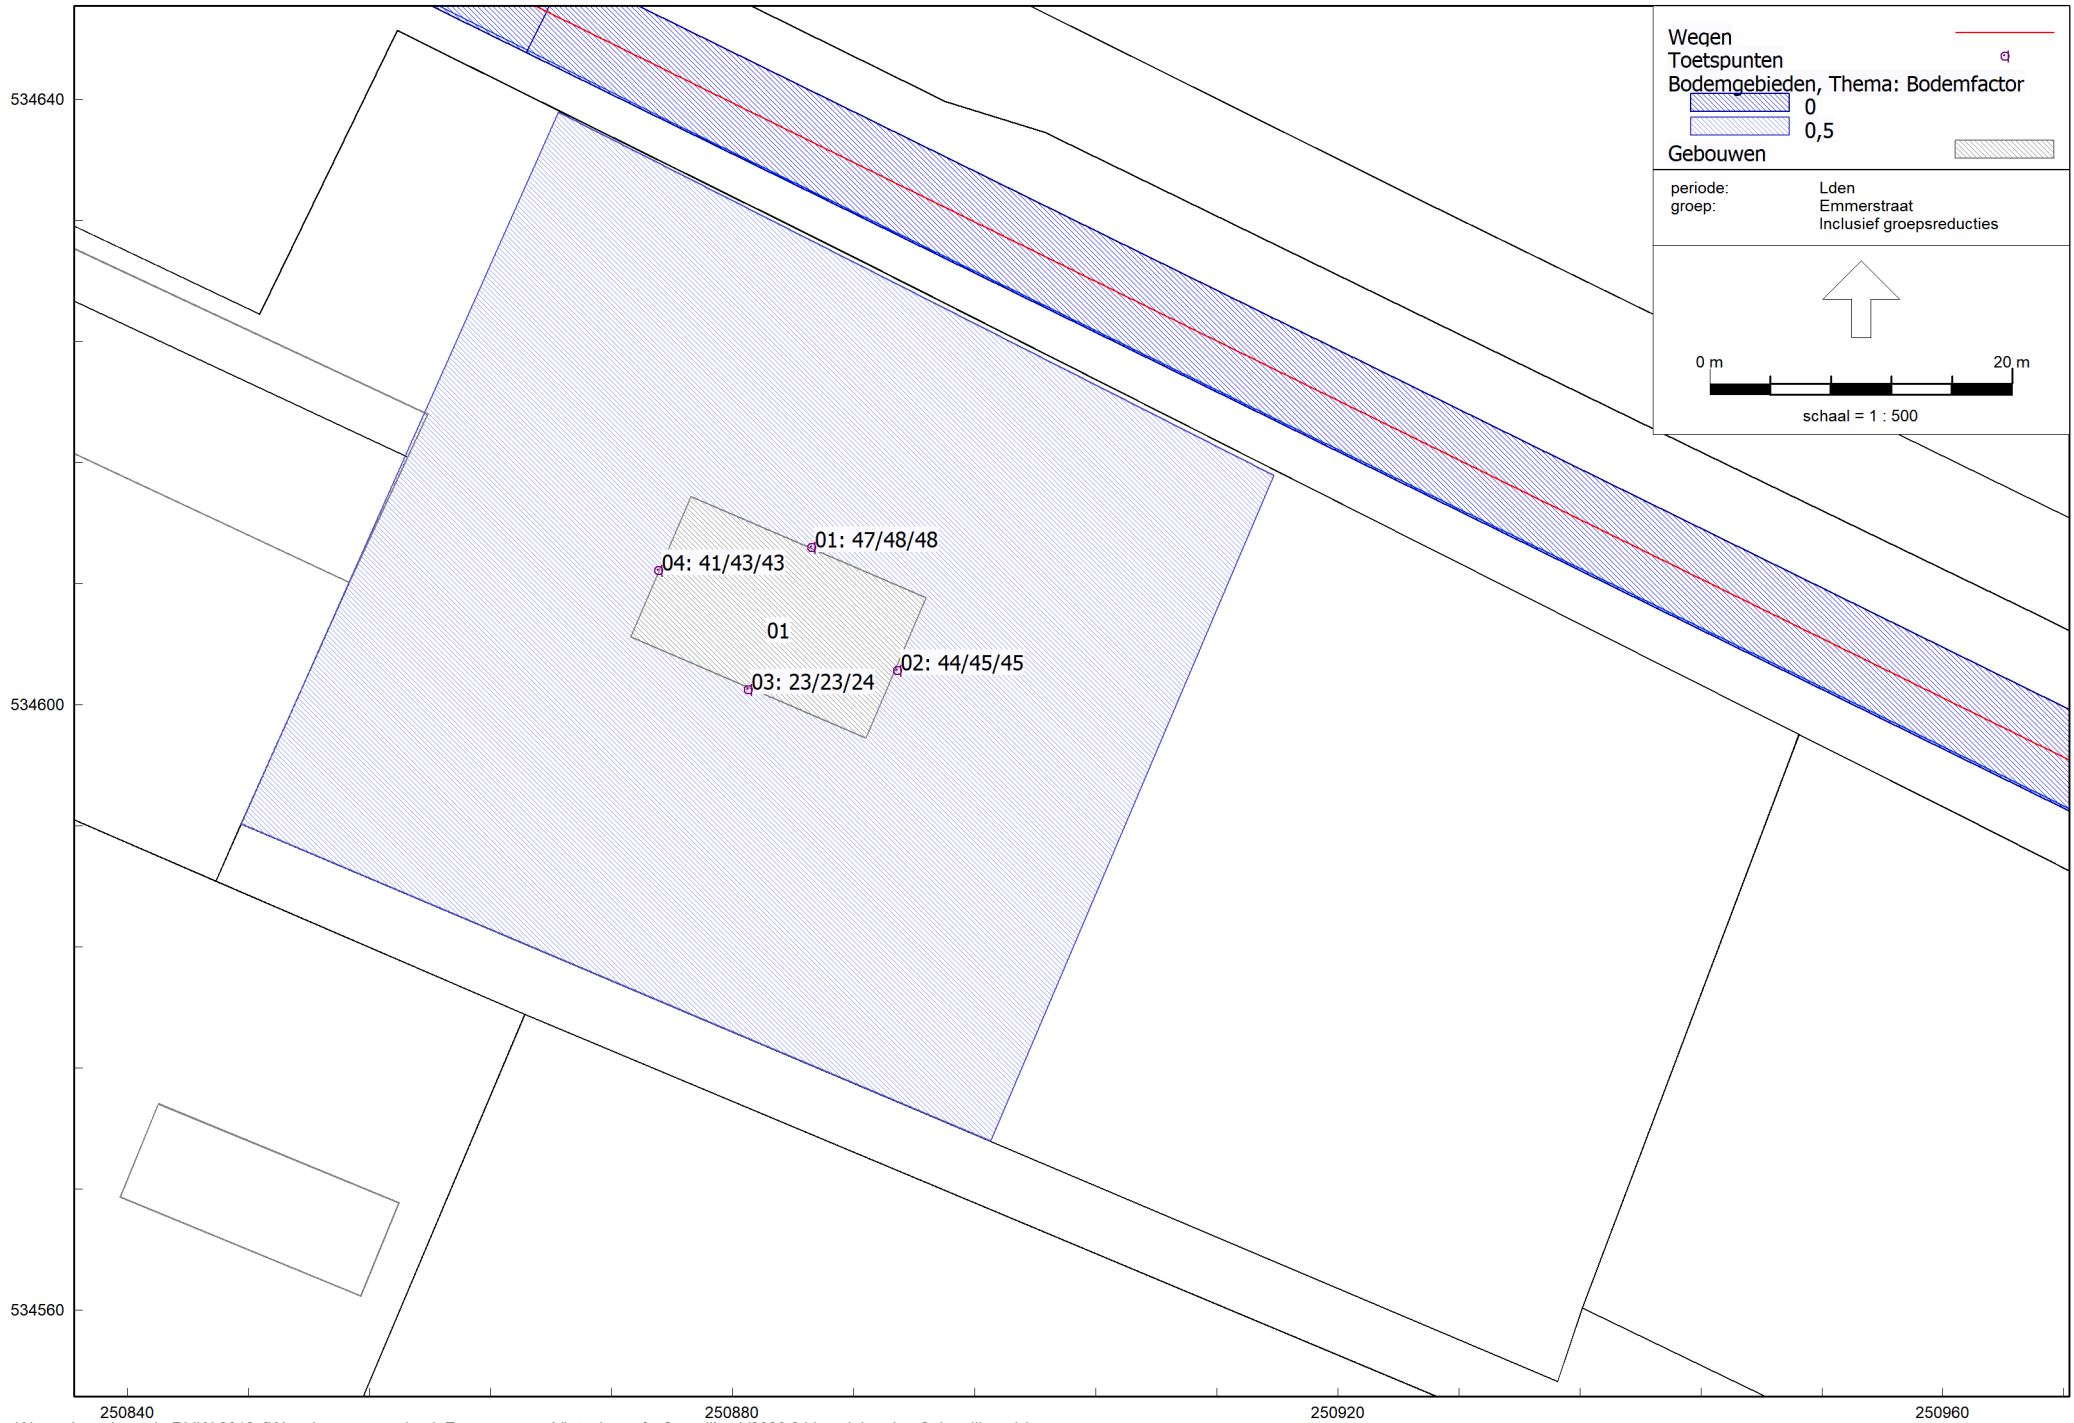 Wegen
Toetspunten
Bodemgebieden, Thema: Bodemfactor
0
0,5
Gebouwen
periode: Lden
groep: Emmerstraat
Inclusief groepsreducties
0 m 20 m
schaal = 1 : 500
534640
534600
534560
01: 47/48/48
04: 41/43/43
01
02: 44/45/45
03: 23/23/24
250840 250880 250920 250960